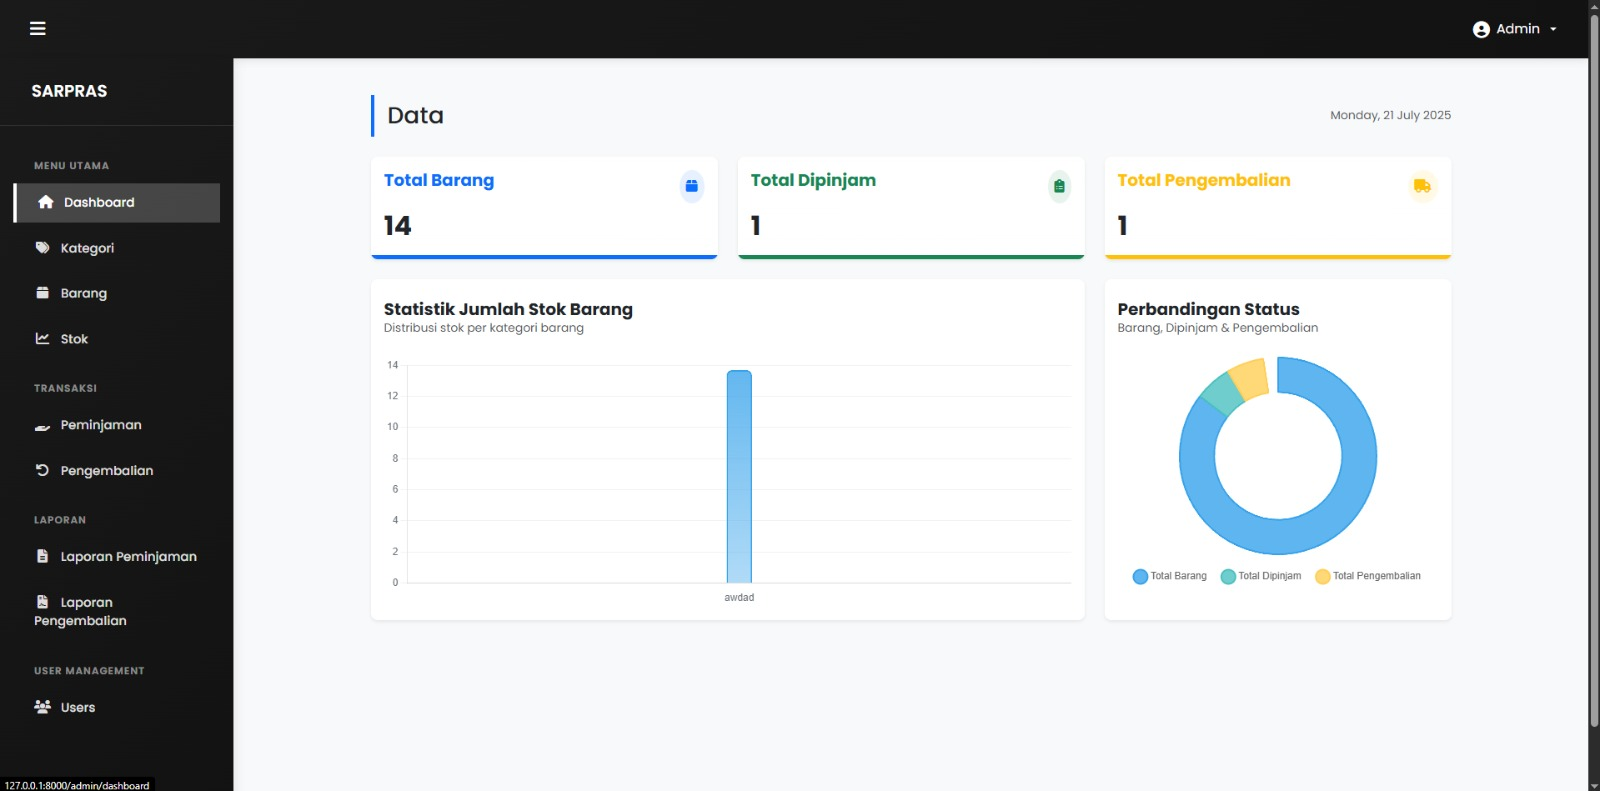 Admin
SARPRAS
MENU UTAMA
Dashboard
Kategori
Barang
Stok
TRANSAKSI
Peminjaman
Pengembalian
LAPORAN
Laporan Peminjaman
Laporan
Pengembalian
USER MANAGEMENT
Users
127.0.0.1:8000/admin/dashboard
Data
Monday, 21 July 2025
Total Barang
14
Total Dipinjam
1
Total Pengembalian
1
Statistik Jumlah Stok Barang
Distribusi stok per kategori barang
14
12
10
8
6
4
2
0
awdad
Perbandingan Status
Barang, Dipinjam & Pengembalian
Total Barang Total Dipinjam Total Pengembalian